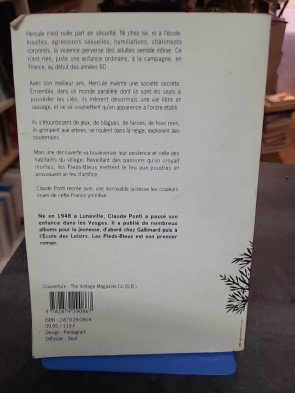 Hercule n'est nulle part en sécurité. Ni chez lui, ni à l'école.
Insultes, agressions sexuelles, humiliations, châtiments
corporels, la violence perverse des adultes semble infinie. Ce
n'est rien, juste une enfance ordinaire, à la campagne, en
France, au début des années 60.
Avec son meilleur ami, Hercule invente une société secrète.
Ensemble, dans un monde parallèle dont ils sont les seuls à
posséder les clés, ils mènent désormais une vie libre et
sauvage, et ne se soumettent qu'en apparence à l'ordre établi.
Ils s'étourdissent de jeux, de blagues, de farces, de fous rires,
ils grimpent aux arbres, se roulent dans la neige, explorent des
souterrains.
Mais une découverte va bouleverser leur existence et celle des
habitants du village. Réveillant des passions qu'on croyait
mortes, les Pieds-Bleus mettent le feu aux poudres et
provoquent un feu d'artifice.
Claude Ponti recrée avec une incroyable justesse les couleurs
crues de cette France primitive.
Né en 1948 à Lunéville, Claude Ponti a passé son
enfance dans les Vosges. Il a publié de nombreux
albums pour la jeunesse, d'abord chez Gallimard puis à
l'École des Loisirs. Les Pieds-Bleus est son premier
roman.
Couverture : The Vintage Magazine Co (D.R.)
9 782879 290867
ISBN : 2.87929.086.4
09.95 / 119 F
Design : Pentagram
Diffusion : Seuil